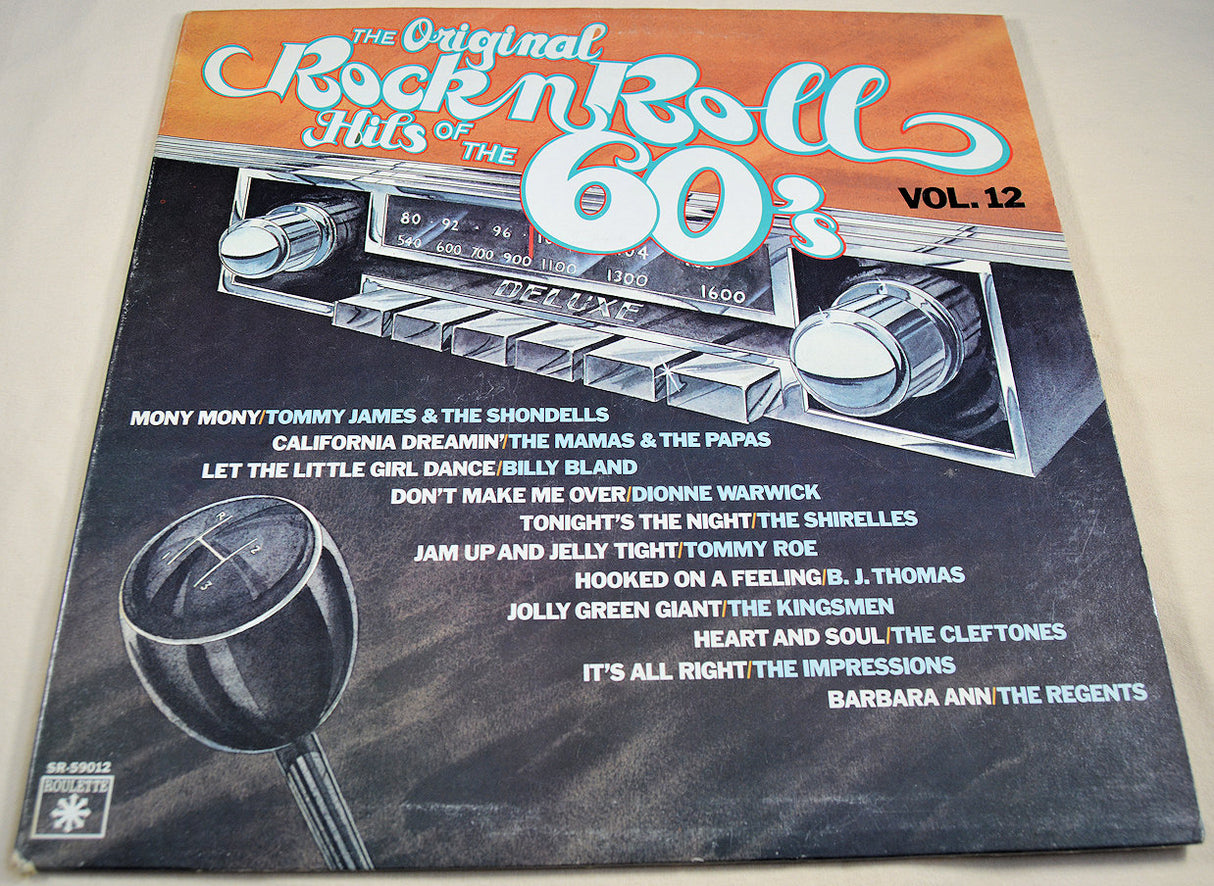 THE Original
Rock n Roll
Hits OF THE
60's
VOL. 12
80 · 92 · 96
540 600 700 900 1100 1300 1600
DELUXE
MONY MONY/TOMMY JAMES & THE SHONDELLS
CALIFORNIA DREAMIN'/THE MAMAS & THE PAPAS
LET THE LITTLE GIRL DANCE/BILLY BLAND
DON'T MAKE ME OVER/DIONNE WARWICK
TONIGHT'S THE NIGHT/THE SHIRELLES
JAM UP AND JELLY TIGHT/TOMMY ROE
HOOKED ON A FEELING/B. J. THOMAS
JOLLY GREEN GIANT/THE KINGSMEN
HEART AND SOUL/THE CLEFTONES
IT'S ALL RIGHT/THE IMPRESSIONS
BARBARA ANN/THE REGENTS
R
1 2
3
SR-59012
ROULETTE